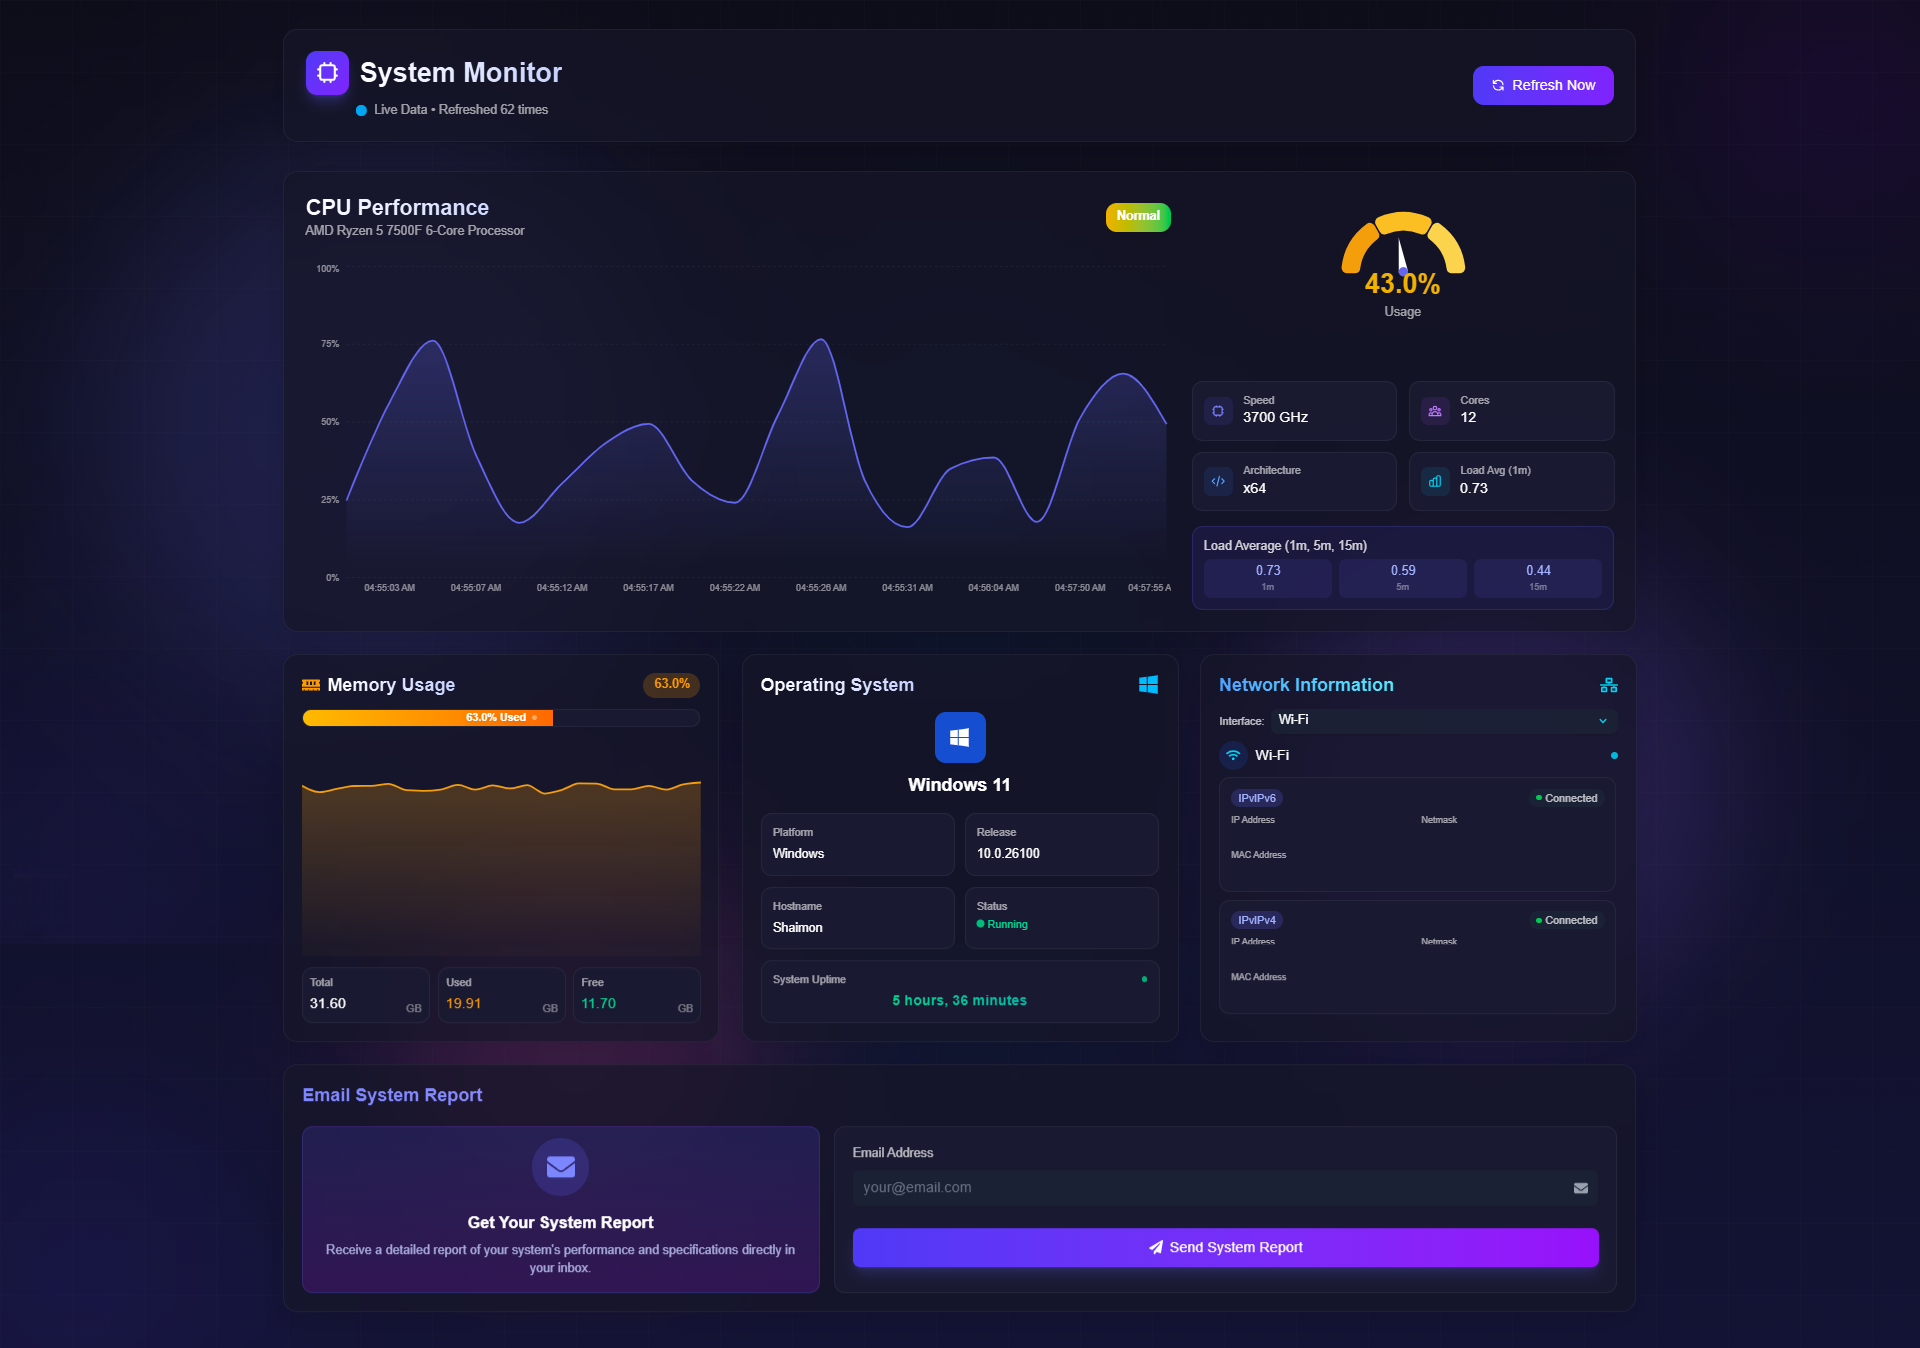 System Monitor
Live Data • Refreshed 62 times
Refresh Now
CPU Performance
AMD Ryzen 5 7500F 6-Core Processor
Normal
100%
75%
50%
25%
0%
04:55:03 AM
04:55:07 AM
04:55:12 AM
04:55:17 AM
04:55:22 AM
04:55:26 AM
04:55:31 AM
04:56:04 AM
04:57:50 AM
04:57:55 A
43.0%
Usage
Speed
3700 GHz
Cores
12
Architecture
x64
Load Avg (1m)
0.73
Load Average (1m, 5m, 15m)
0.73
1m
0.59
5m
0.44
15m
Memory Usage
63.0%
63.0% Used
Total
31.60 GB
Used
19.91 GB
Free
11.70 GB
Operating System
Windows 11
Platform
Windows
Release
10.0.26100
Hostname
Shaimon
Status
Running
System Uptime
5 hours, 36 minutes
Network Information
Interface: Wi-Fi
Wi-Fi
IPvIPv6
Connected
IP Address
Netmask
MAC Address
IPvIPv4
Connected
IP Address
Netmask
MAC Address
Email System Report
Get Your System Report
Receive a detailed report of your system's performance and specifications directly in
your inbox.
Email Address
your@email.com
Send System Report